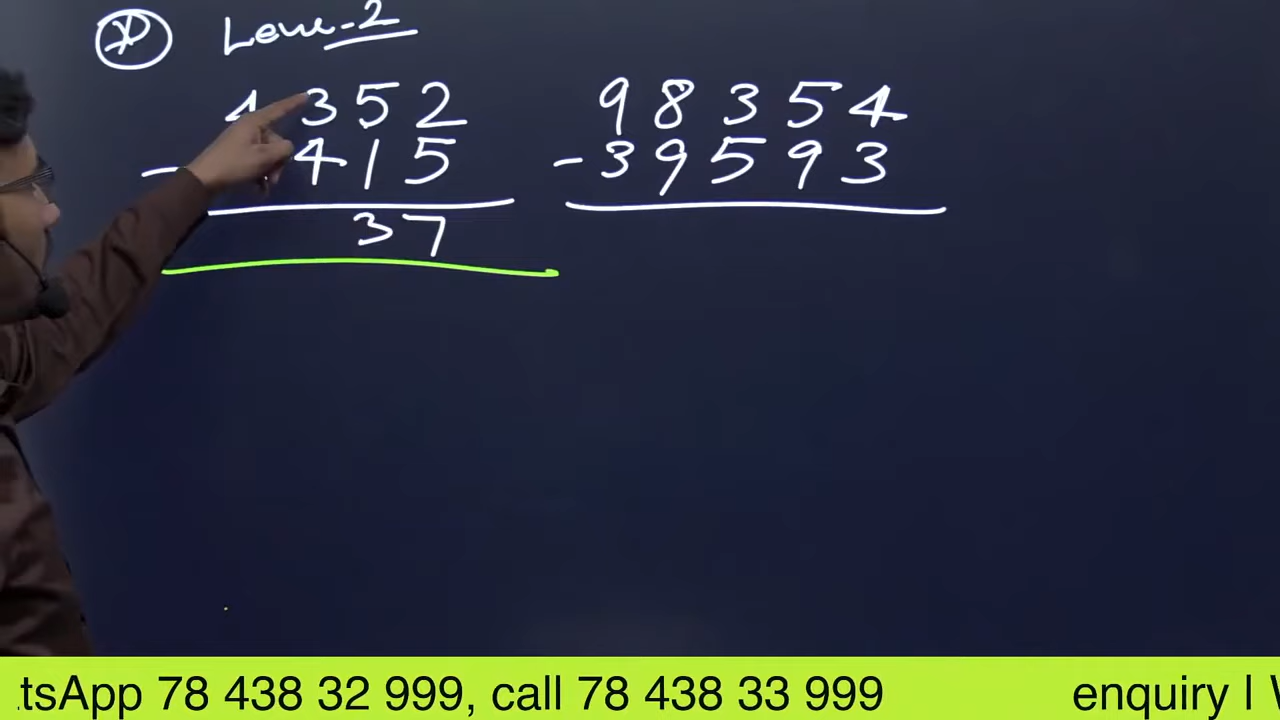 Level-2
4352 98354
- 415 -39593
37
tsApp 78 438 32 999, call 78 438 33 999 enquiry I